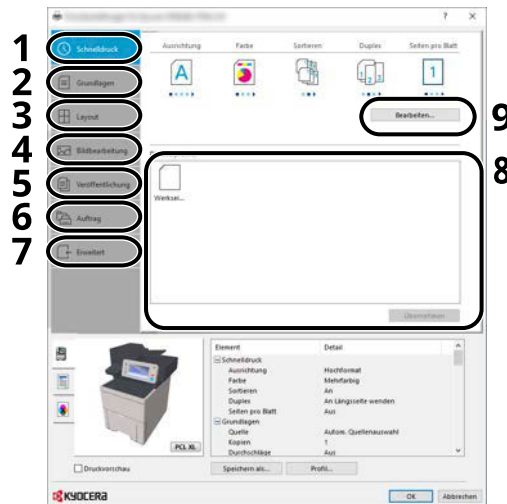 ? ×
1 Schnelldruck
2 Grundlagen
3 Layout
4 Bildbearbeitung
5 Veröffentlichung
6 Auftrag
7 Erweitert
Ausrichtung Farbe Sortieren Duplex Seiten pro Blatt
A 1 2 3 1
Bearbeiten... 9
8
Werksei...
Übernehmen
Element Detail
Schnelldruck
Ausrichtung Hochformat
Farbe Mehrfarbig
Sortieren An
Duplex An Längsseite wenden
Seiten pro Blatt Aus
Grundlagen
Quelle Autom. Quellenauswahl
Kopien 1
Durchschläge Aus
PCL XL
Druckvorschau Speichern als... Profil...
KYOCERA OK Abbrechen